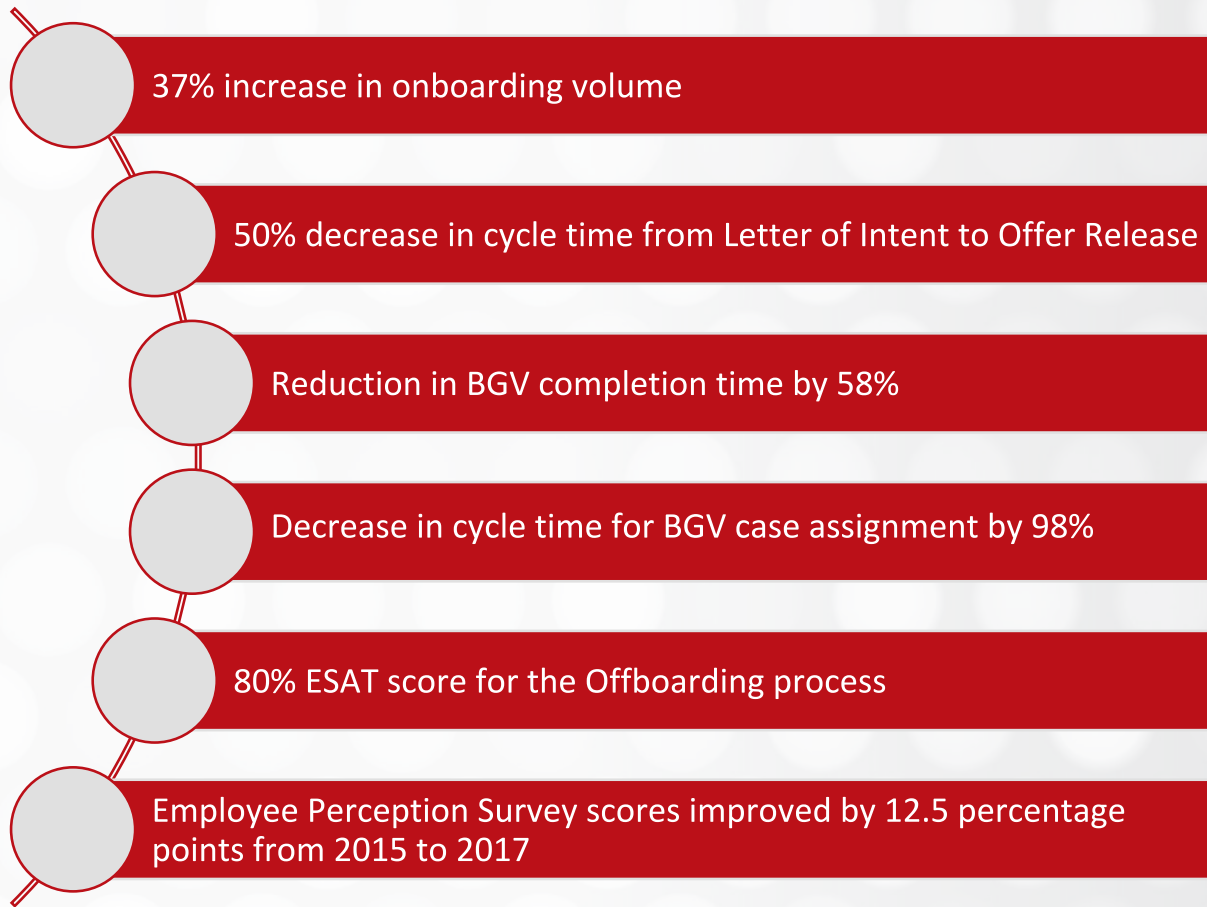 37% increase in onboarding volume
50% decrease in cycle time from Letter of Intent to Offer Release
Reduction in BGV completion time by 58%
Decrease in cycle time for BGV case assignment by 98%
80% ESAT score for the Offboarding process
Employee Perception Survey scores improved by 12.5 percentage
points from 2015 to 2017